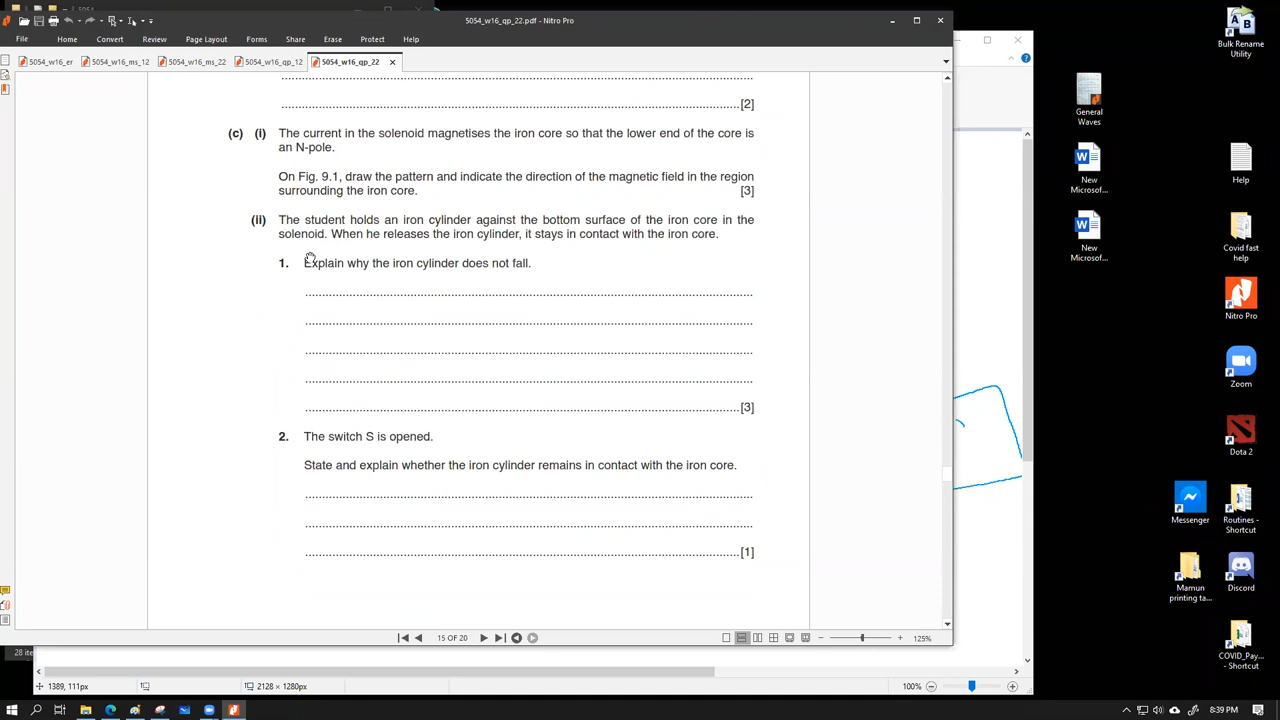 5054_w16_qp_22.pdf - Nitro Pro
File Home Convert Review Page Layout Forms Share Erase Protect Help
5054_w16_er 5054_w16_ms_12 5054_w16_ms_22 5054_w16_qp_12 5054_w16_qp_22
[2]
(c) (i) The current in the solenoid magnetises the iron core so that the lower end of the core is
an N-pole.
On Fig. 9.1, draw the pattern and indicate the direction of the magnetic field in the region
surrounding the iron core. [3]
(ii) The student holds an iron cylinder against the bottom surface of the iron core in the
solenoid. When he releases the iron cylinder, it stays in contact with the iron core.
1. Explain why the iron cylinder does not fall.
[3]
2. The switch S is opened.
State and explain whether the iron cylinder remains in contact with the iron core.
[1]
15 OF 20
125%
28 ite
1389, 111px
2128 × 1280px
100%
General
Waves
New
Microsof...
New
Microsof...
Messenger
Mamun
printing ta...
Bulk Rename
Utility
Help
Covid fast
help
Nitro Pro
Zoom
Dota 2
Routines -
Shortcut
Discord
COVID_Pay...
- Shortcut
8:39 PM